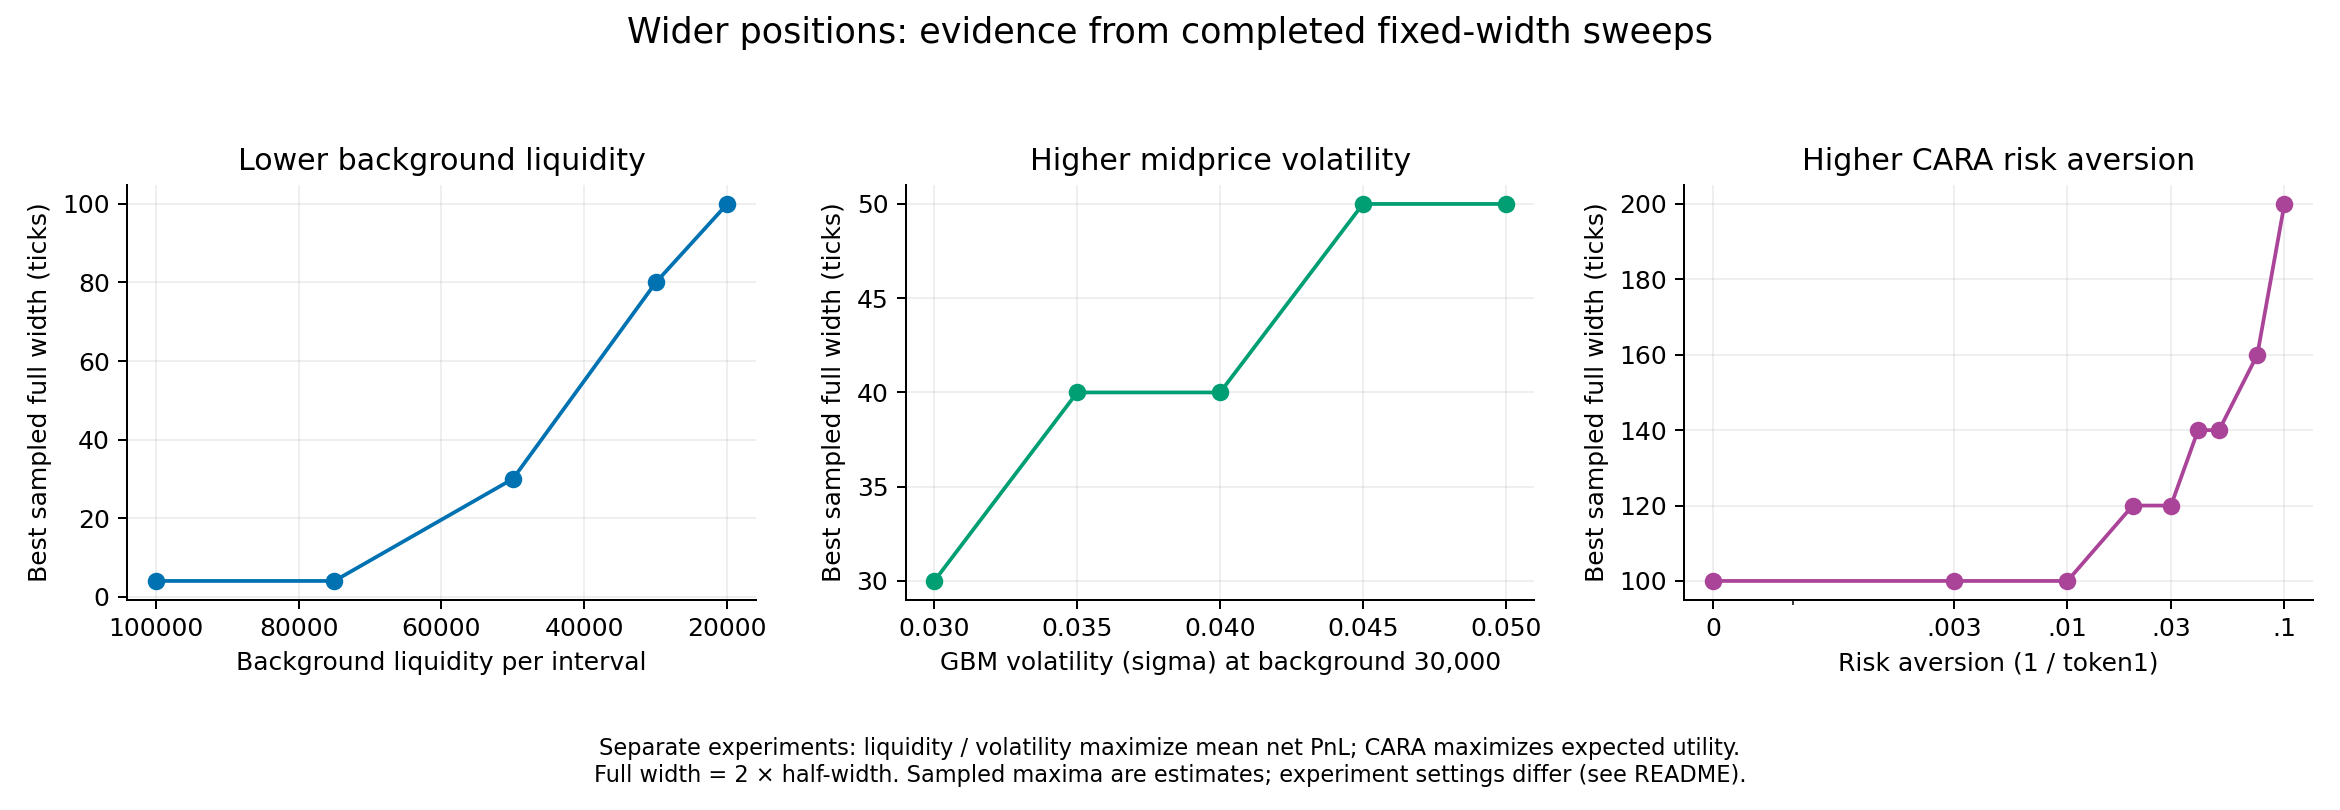 Wider positions: evidence from completed fixed-width sweeps
Lower background liquidity
Best sampled full width (ticks)
100
80
60
40
20
0
100000 80000 60000 40000 20000
Background liquidity per interval
Higher midprice volatility
Best sampled full width (ticks)
50
45
40
35
30
0.030 0.035 0.040 0.045 0.050
GBM volatility (sigma) at background 30,000
Higher CARA risk aversion
Best sampled full width (ticks)
200
180
160
140
120
100
0 .003 .01 .03 .1
Risk aversion (1 / token1)
Separate experiments: liquidity / volatility maximize mean net PnL; CARA maximizes expected utility.
Full width = 2 × half-width. Sampled maxima are estimates; experiment settings differ (see README).